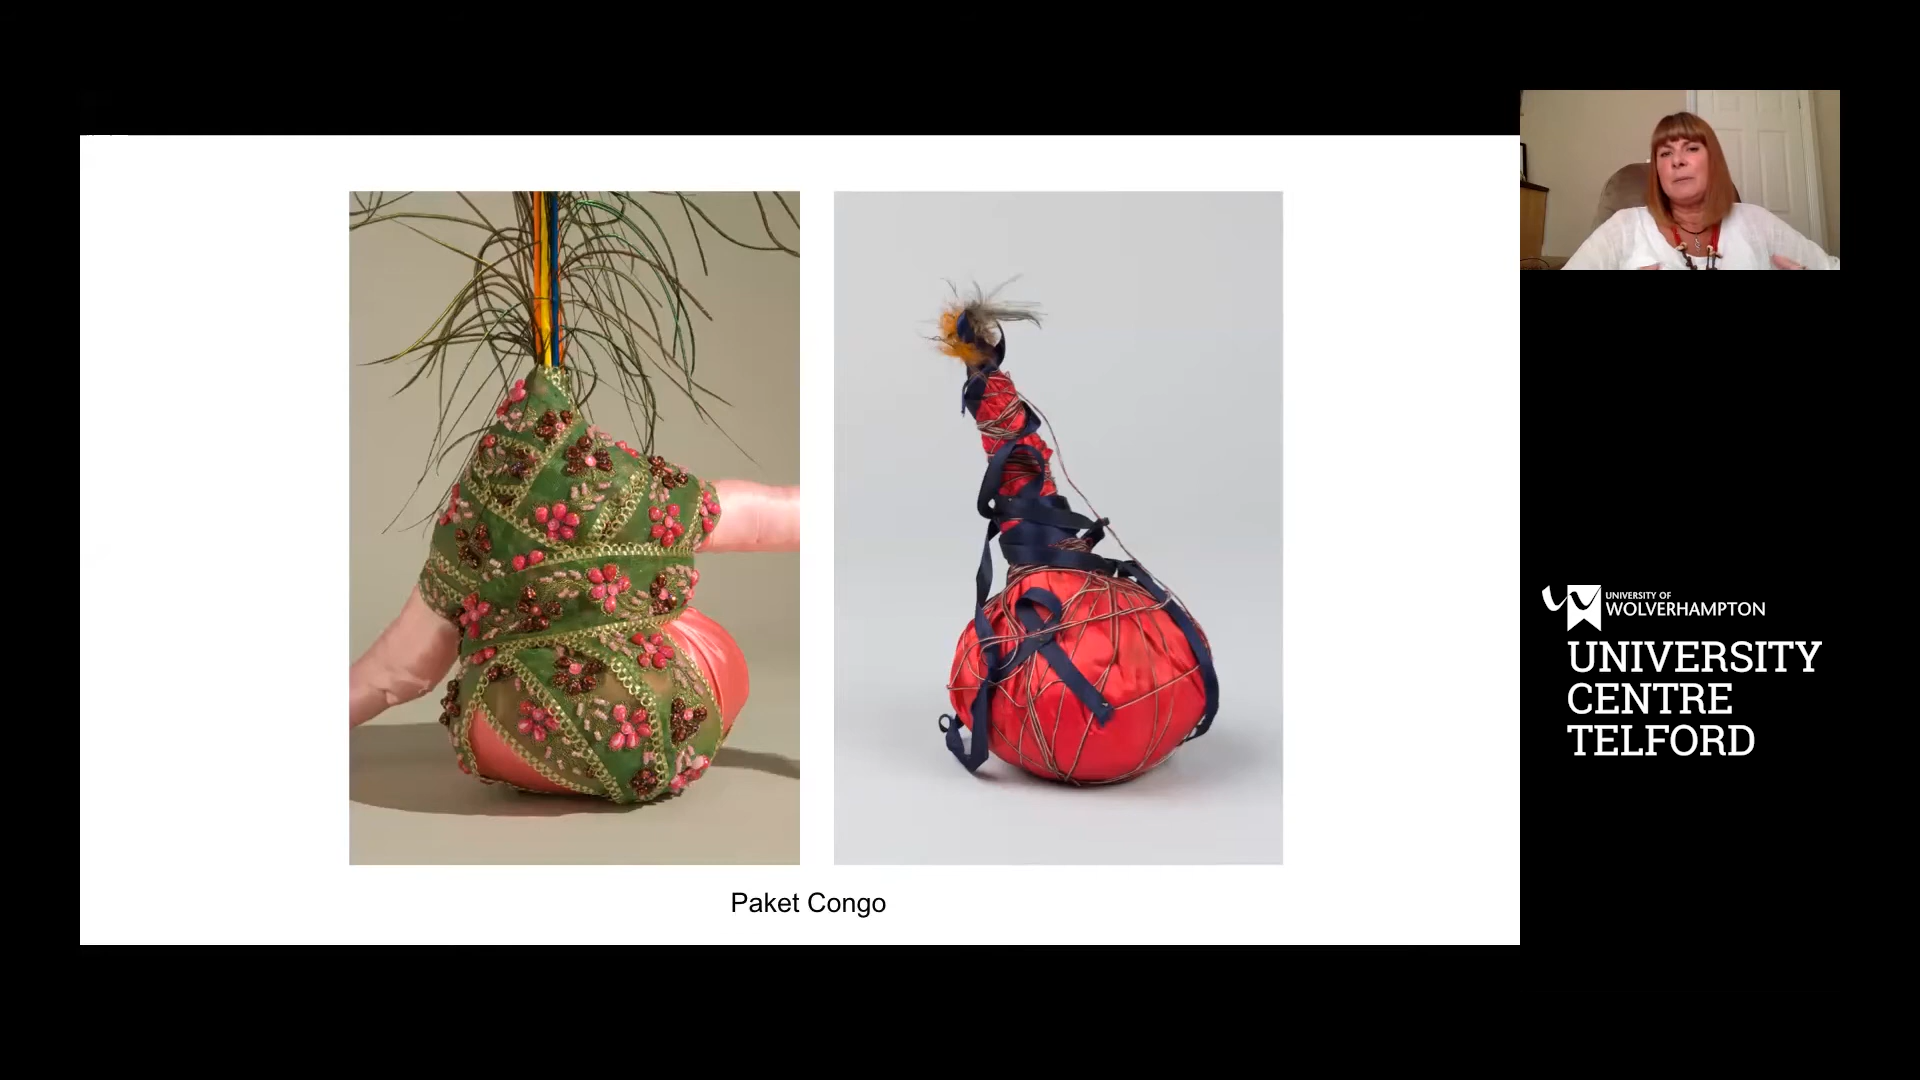 Paket Congo
UNIVERSITY OF
WOLVERHAMPTON
UNIVERSITY
CENTRE
TELFORD